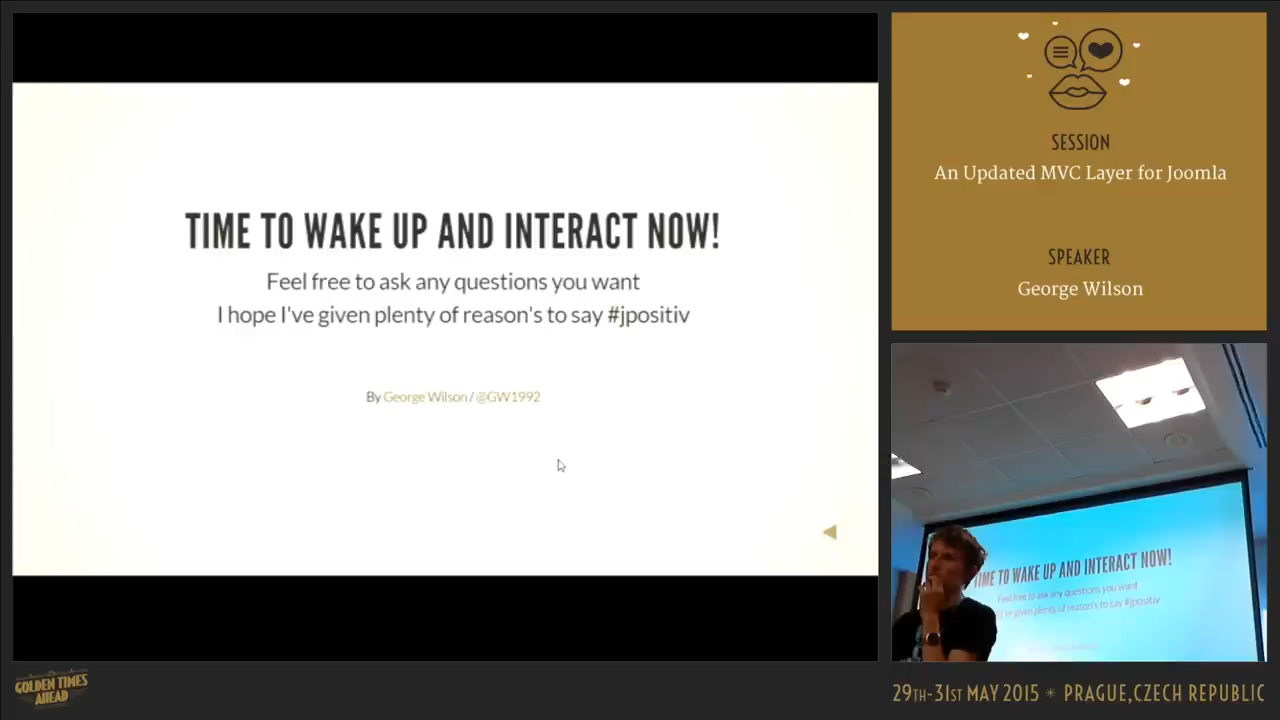 TIME TO WAKE UP AND INTERACT NOW!
Feel free to ask any questions you want
I hope I've given plenty of reason's to say #jpositiv
By George Wilson / @GW1992
SESSION
An Updated MVC Layer for Joomla
SPEAKER
George Wilson
TIME TO WAKE UP AND INTERACT NOW!
Feel free to ask any questions you want
I've given plenty of reason's to say #jpositiv
GOLDEN TIMES
AHEAD
29TH-31ST MAY 2015 * PRAGUE, CZECH REPUBLIC